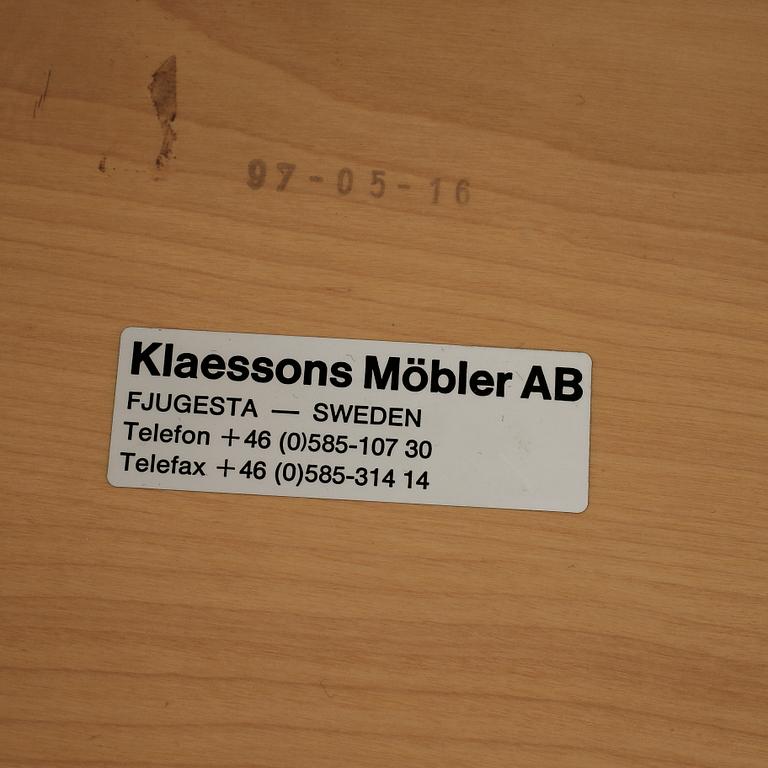 97-05-16
Klaessons Möbler AB
FJUGESTA — SWEDEN
Telefon +46 (0)585-107 30
Telefax +46 (0)585-314 14